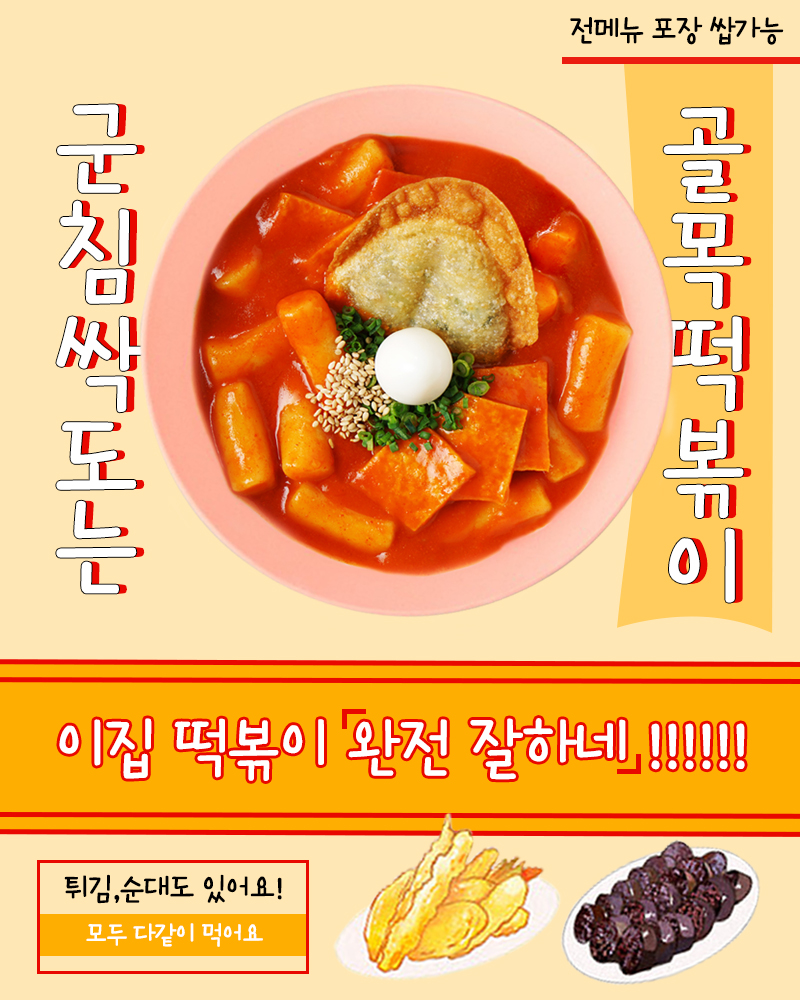 전메뉴 포장 쌉가능
군침싹도는
골목떡볶이
이집 떡볶이 「완전 잘하네」!!!!!!
튀김,순대도 있어요!
모두 다같이 먹어요